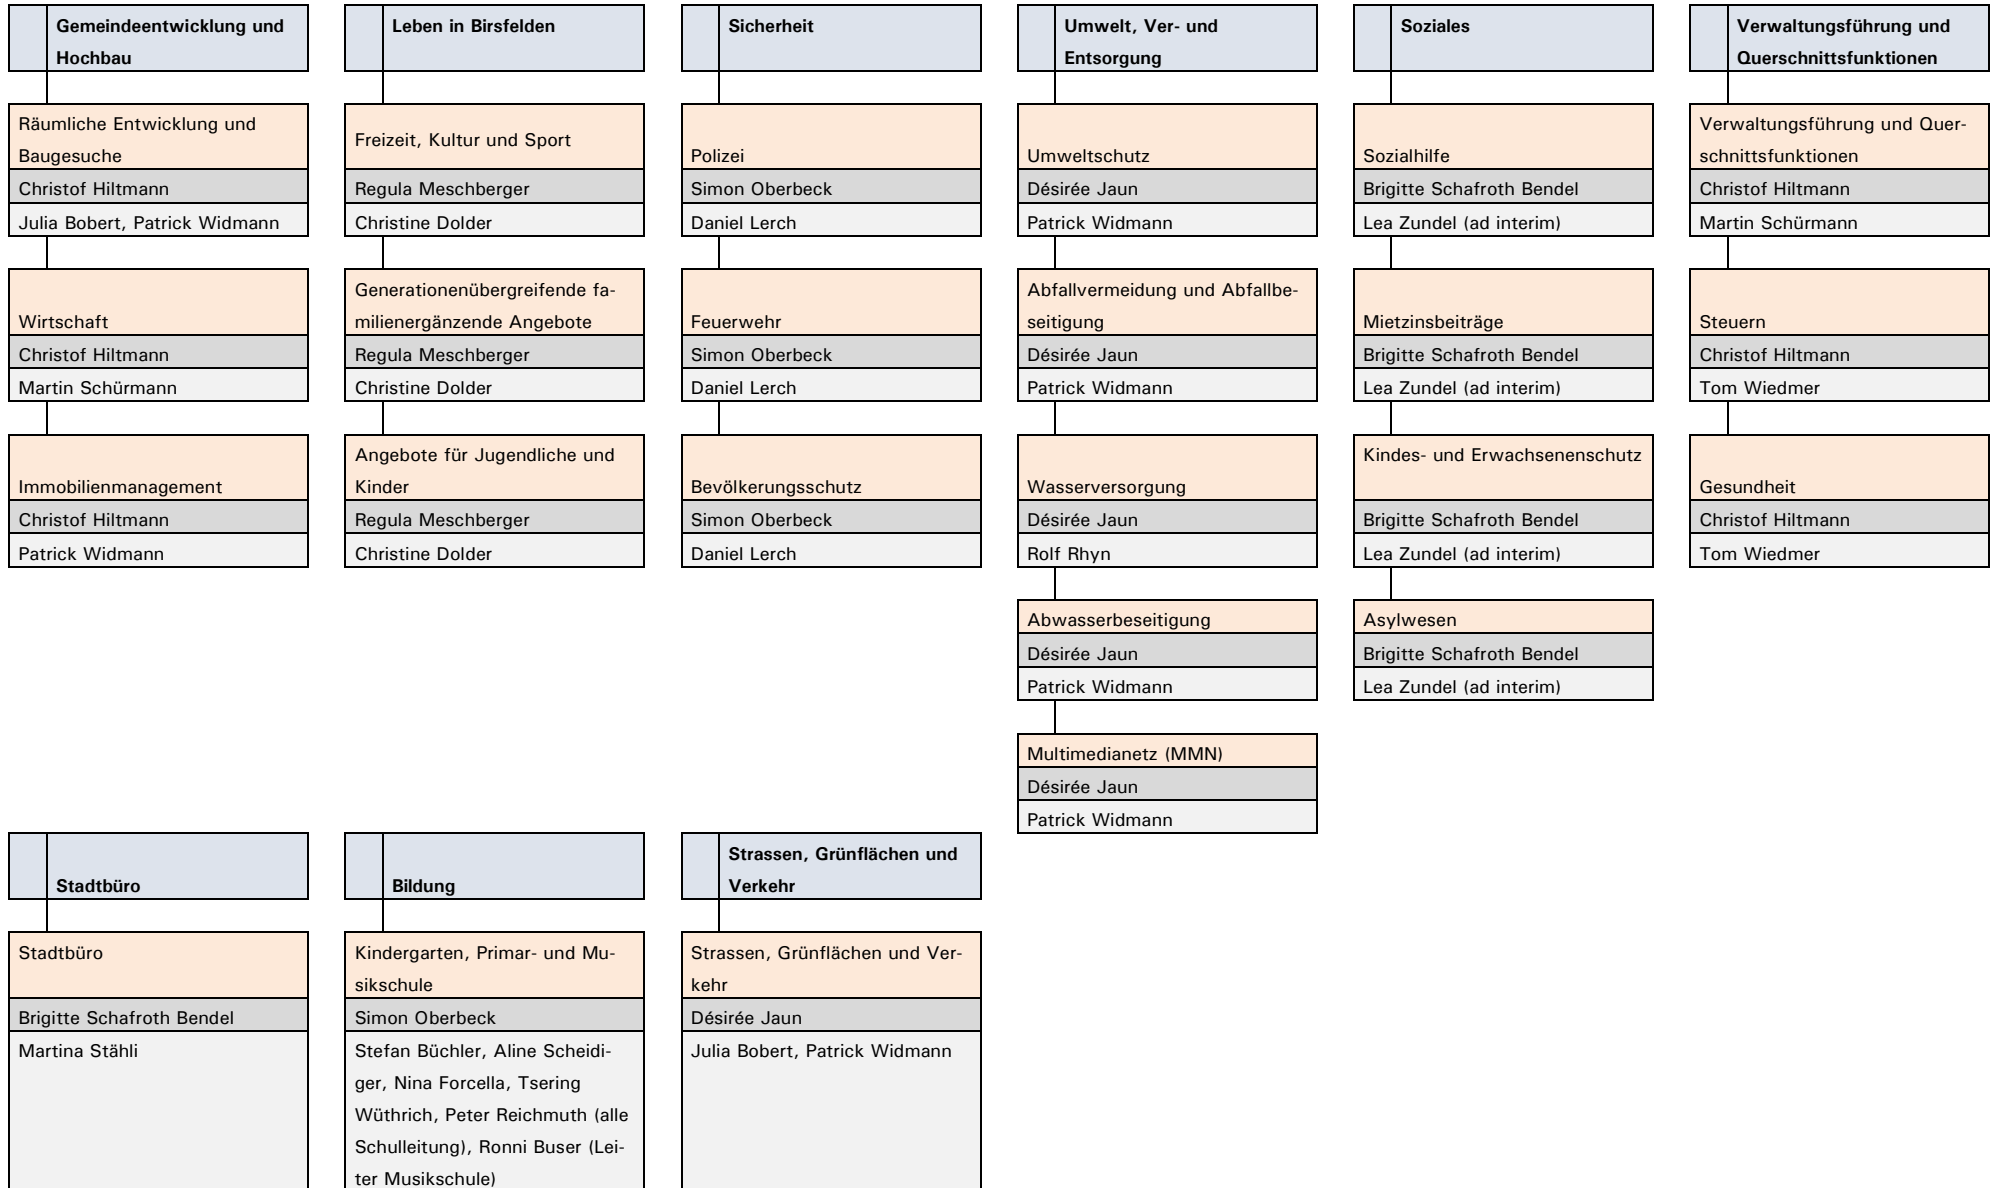 Gemeindeentwicklung und
Hochbau
Räumliche Entwicklung und
Baugesuche
Christof Hiltmann
Julia Bobert, Patrick Widmann
Wirtschaft
Christof Hiltmann
Martin Schürmann
Immobilienmanagement
Christof Hiltmann
Patrick Widmann
Leben in Birsfelden
Freizeit, Kultur und Sport
Regula Meschberger
Christine Dolder
Generationenübergreifende fa-
milienergänzende Angebote
Regula Meschberger
Christine Dolder
Angebote für Jugendliche und
Kinder
Regula Meschberger
Christine Dolder
Sicherheit
Polizei
Simon Oberbeck
Daniel Lerch
Feuerwehr
Simon Oberbeck
Daniel Lerch
Bevölkerungsschutz
Simon Oberbeck
Daniel Lerch
Umwelt, Ver- und
Entsorgung
Umweltschutz
Désirée Jaun
Patrick Widmann
Abfallvermeidung und Abfallbe-
seitigung
Désirée Jaun
Patrick Widmann
Wasserversorgung
Désirée Jaun
Rolf Rhyn
Abwasserbeseitigung
Désirée Jaun
Patrick Widmann
Multimedianetz (MMN)
Désirée Jaun
Patrick Widmann
Soziales
Sozialhilfe
Brigitte Schafroth Bendel
Lea Zundel (ad interim)
Mietzinsbeiträge
Brigitte Schafroth Bendel
Lea Zundel (ad interim)
Kindes- und Erwachsenenschutz
Brigitte Schafroth Bendel
Lea Zundel (ad interim)
Asylwesen
Brigitte Schafroth Bendel
Lea Zundel (ad interim)
Verwaltungsführung und
Querschnittsfunktionen
Verwaltungsführung und Quer-
schnittsfunktionen
Christof Hiltmann
Martin Schürmann
Steuern
Christof Hiltmann
Tom Wiedmer
Gesundheit
Christof Hiltmann
Tom Wiedmer
Stadtbüro
Stadtbüro
Brigitte Schafroth Bendel
Martina Stähli
Bildung
Kindergarten, Primar- und Mu-
sikschule
Simon Oberbeck
Stefan Büchler, Aline Scheidi-
ger, Nina Forcella, Tsering
Wüthrich, Peter Reichmuth (alle
Schulleitung), Ronni Buser (Lei-
ter Musikschule)
Strassen, Grünflächen und
Verkehr
Strassen, Grünflächen und Ver-
kehr
Désirée Jaun
Julia Bobert, Patrick Widmann